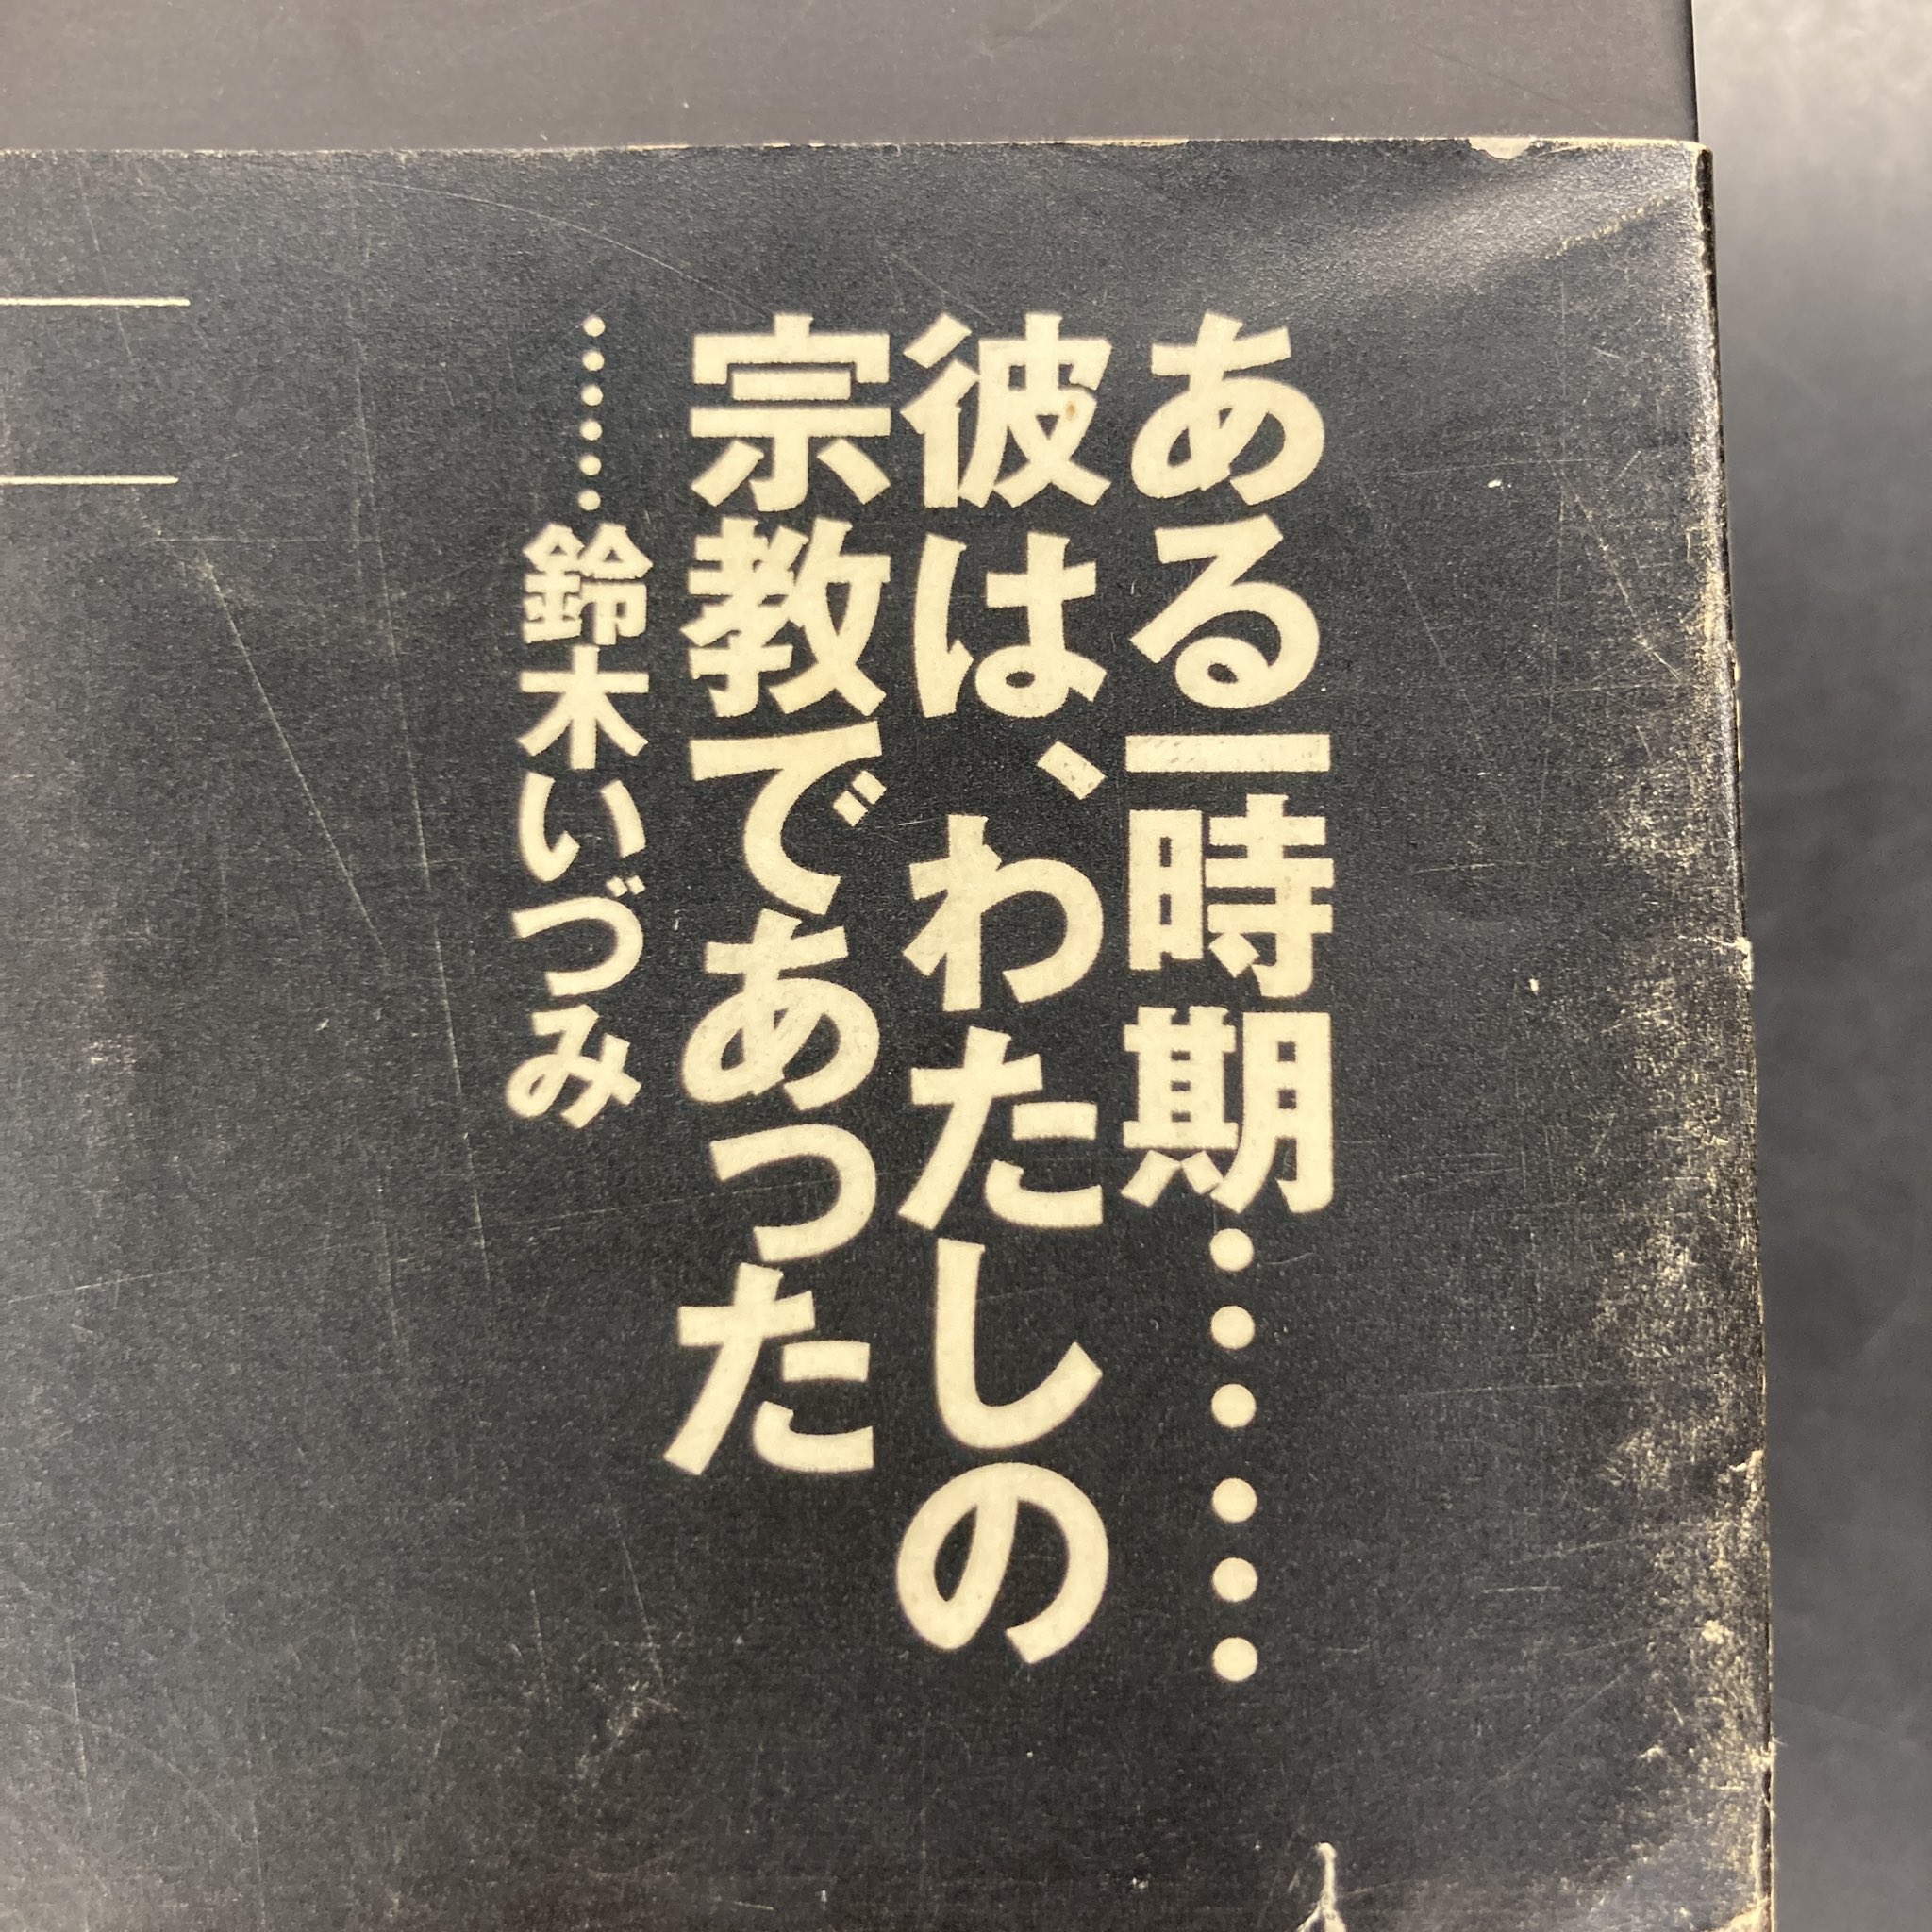 ある一時期……
彼は、わたしの
宗教であった
……鈴木いづみ